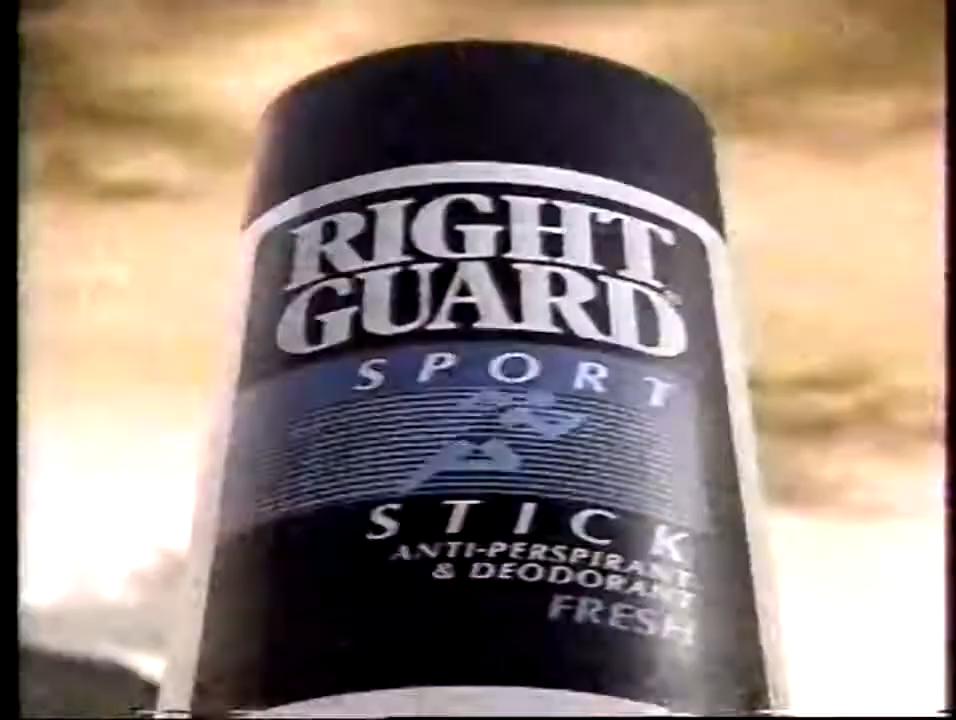 RIGHT
GUARD
SPORT
STICK
ANTI-PERSPIRANT
& DEODORANT
FRESH